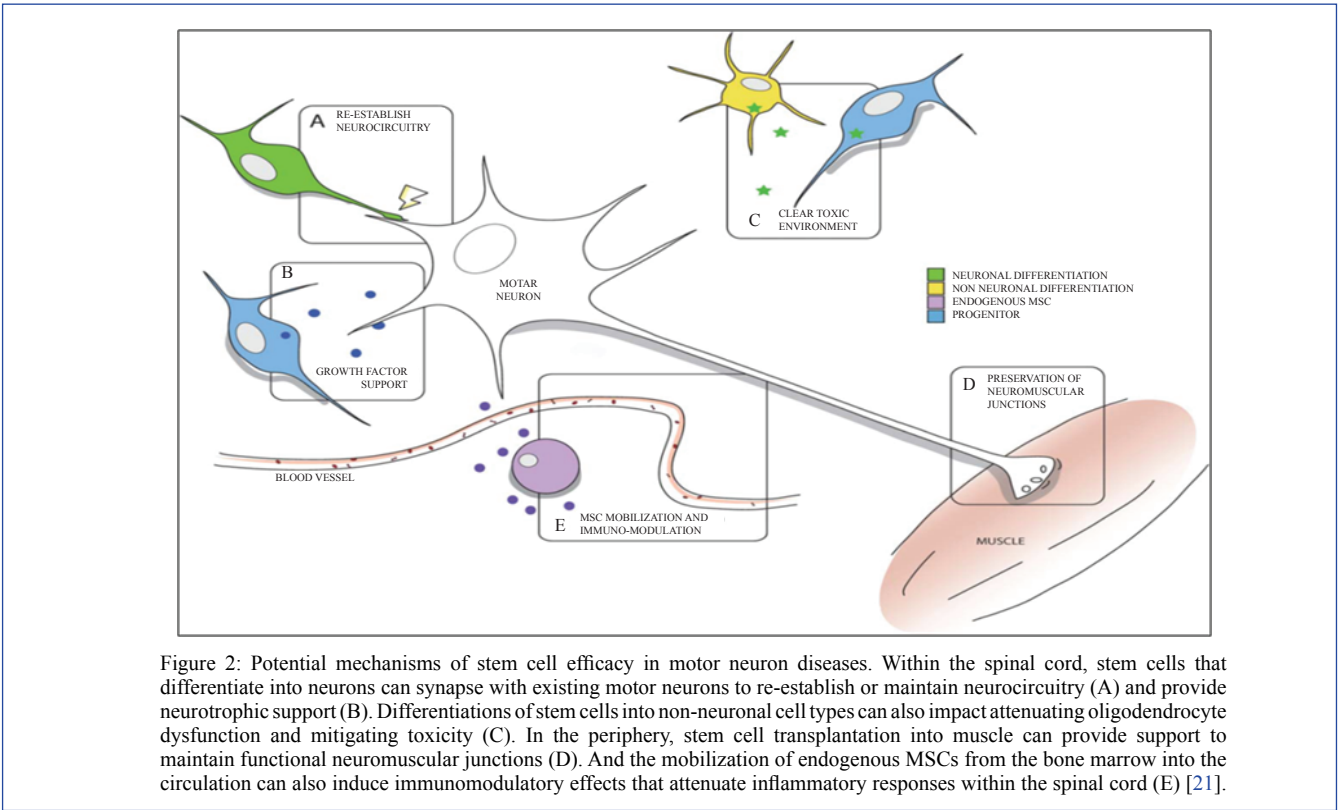 A RE-ESTABLISH
NEUROCIRCUITRY
B
GROWTH FACTOR
SUPPORT
MOTAR
NEURON
C CLEAR TOXIC
ENVIRONMENT
NEURONAL DIFFERENTIATION
NON NEURONAL DIFFERENTIATION
ENDOGENOUS MSC
PROGENITOR
D PRESERVATION OF
NEUROMUSCULAR
JUNCTIONS
BLOOD VESSEL
E MSC MOBILIZATION AND
IMMUNO-MODULATION
MUSCLE
Figure 2: Potential mechanisms of stem cell efficacy in motor neuron diseases. Within the spinal cord, stem cells that
differentiate into neurons can synapse with existing motor neurons to re-establish or maintain neurocircuitry (A) and provide
neurotrophic support (B). Differentiations of stem cells into non-neuronal cell types can also impact attenuating oligodendrocyte
dysfunction and mitigating toxicity (C). In the periphery, stem cell transplantation into muscle can provide support to
maintain functional neuromuscular junctions (D). And the mobilization of endogenous MSCs from the bone marrow into the
circulation can also induce immunomodulatory effects that attenuate inflammatory responses within the spinal cord (E) [21].